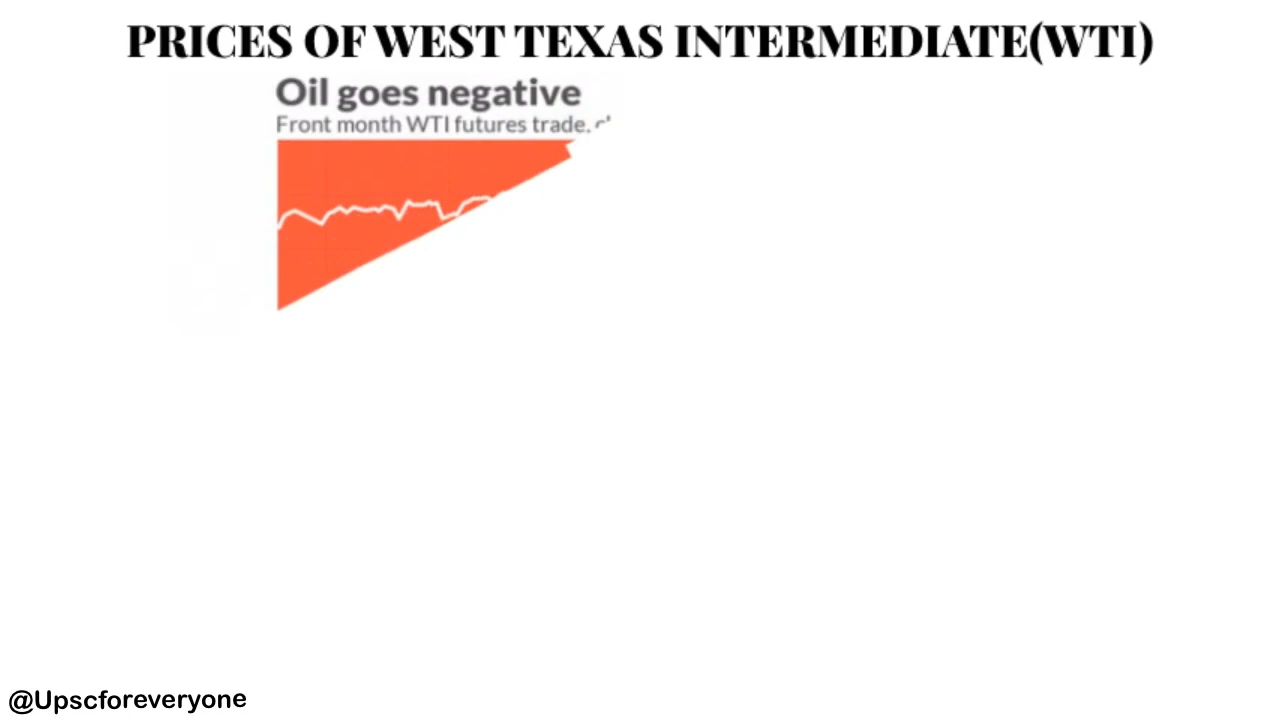 PRICES OF WEST TEXAS INTERMEDIATE(WTI)
Oil goes negative
Front month WTI futures trade,
@Upscforeveryone